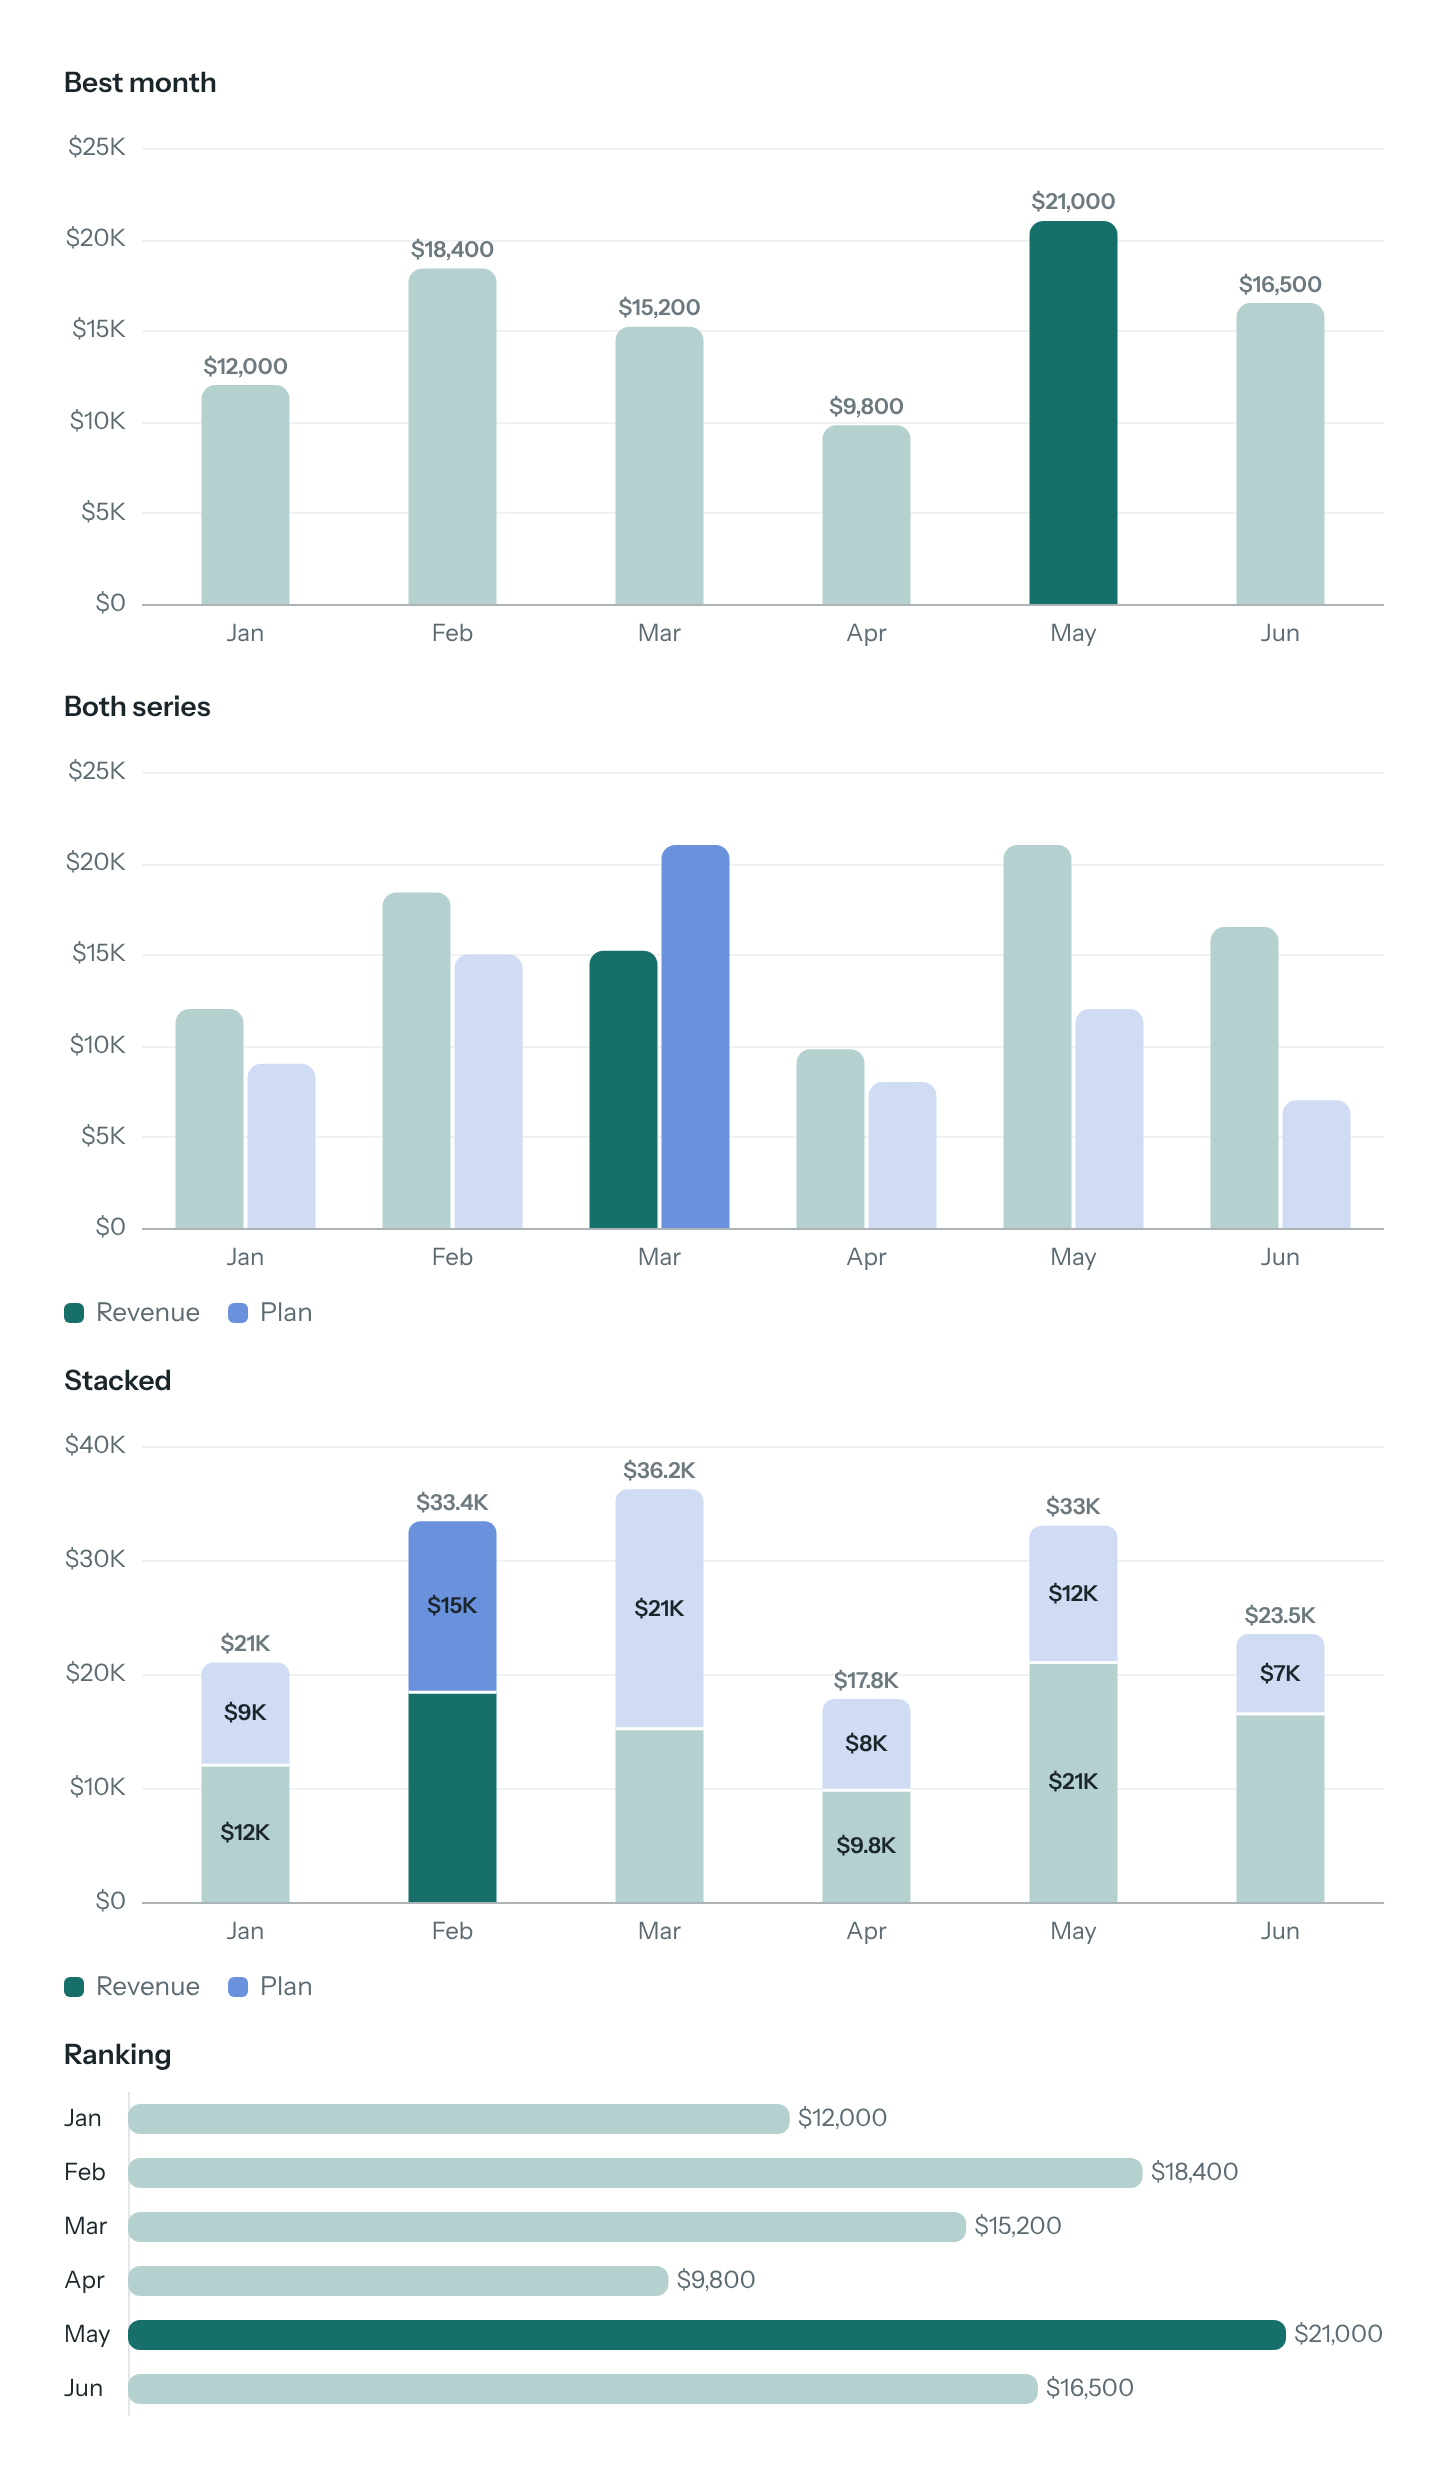 Best month
$25K
$20K
$15K
$10K
$5K
$0
$12,000
$18,400
$15,200
$9,800
$21,000
$16,500
Jan Feb Mar Apr May Jun
Both series
$25K
$20K
$15K
$10K
$5K
$0
Jan Feb Mar Apr May Jun
Revenue Plan
Stacked
$40K
$30K
$20K
$10K
$0
$21K
$9K
$12K
$33.4K
$15K
$36.2K
$21K
$17.8K
$8K
$9.8K
$33K
$12K
$21K
$23.5K
$7K
Jan Feb Mar Apr May Jun
Revenue Plan
Ranking
Jan $12,000
Feb $18,400
Mar $15,200
Apr $9,800
May $21,000
Jun $16,500